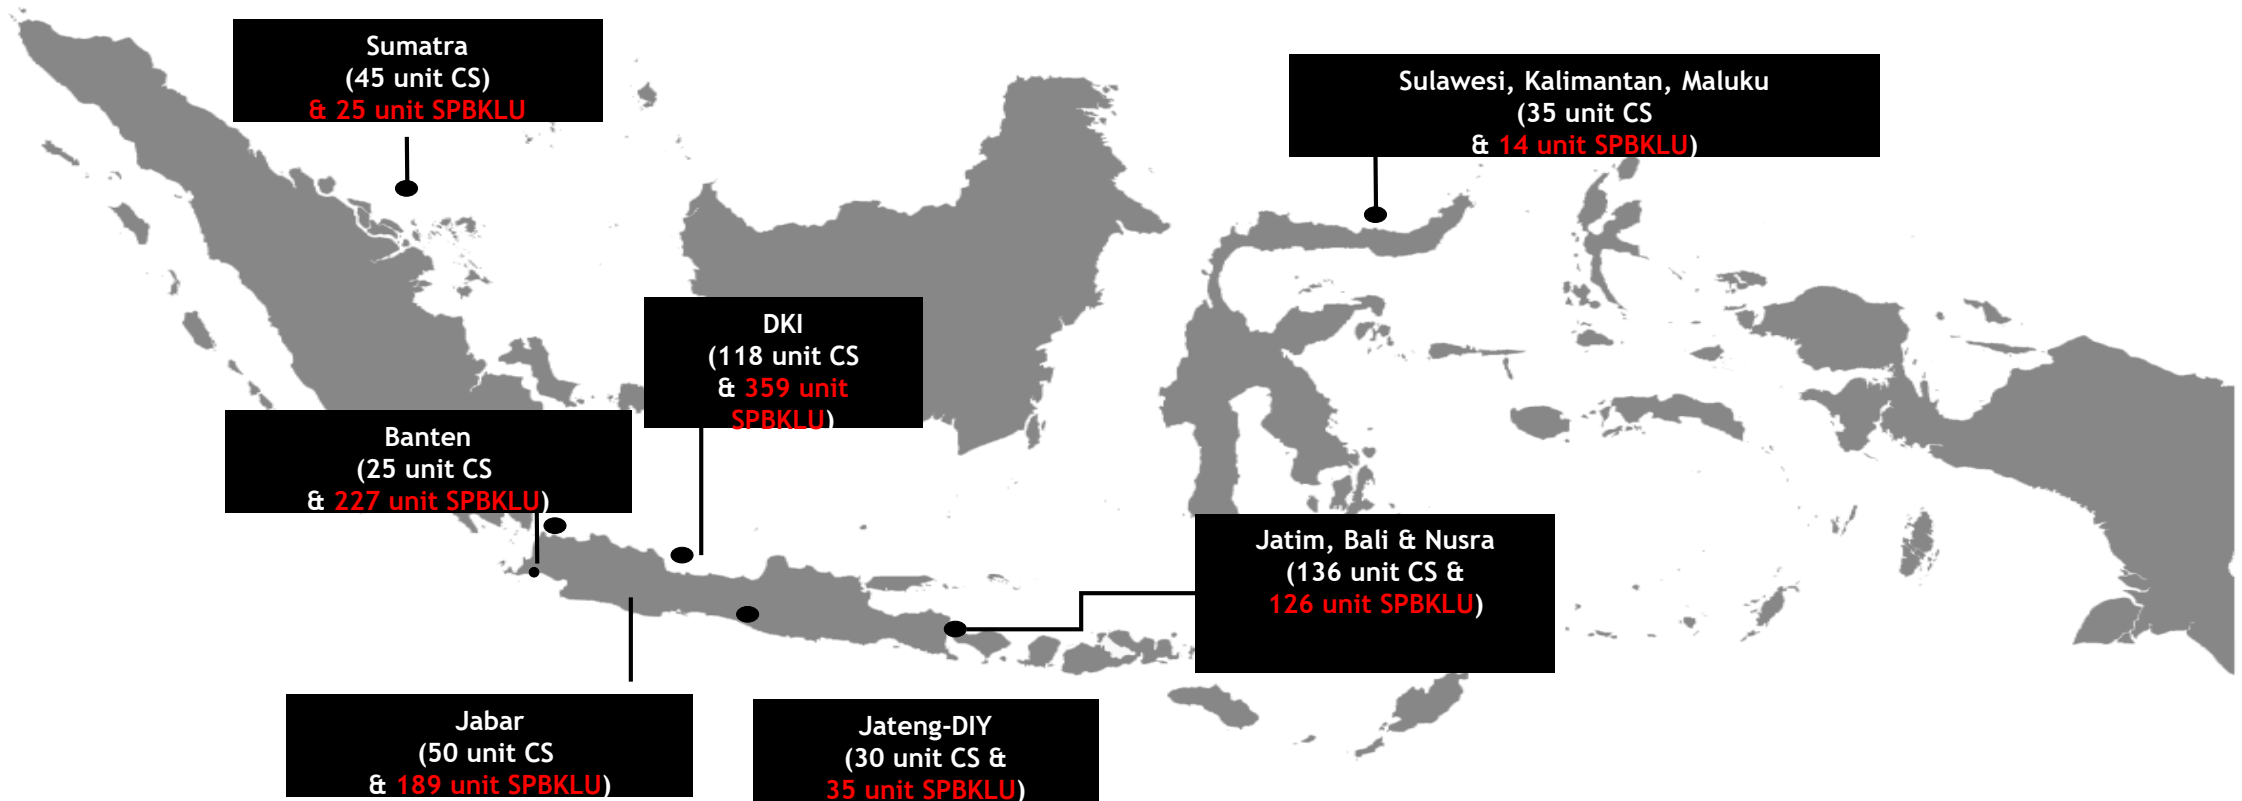 Sumatra
(45 unit CS)
& 25 unit SPBKLU
Sulawesi, Kalimantan, Maluku
(35 unit CS
& 14 unit SPBKLU)
DKI
(118 unit CS
& 359 unit
SPBKLU)
Banten
(25 unit CS
& 227 unit SPBKLU)
Jatim, Bali & Nusra
(136 unit CS &
126 unit SPBKLU)
Jabar
(50 unit CS
& 189 unit SPBKLU)
Jateng-DIY
(30 unit CS &
35 unit SPBKLU)